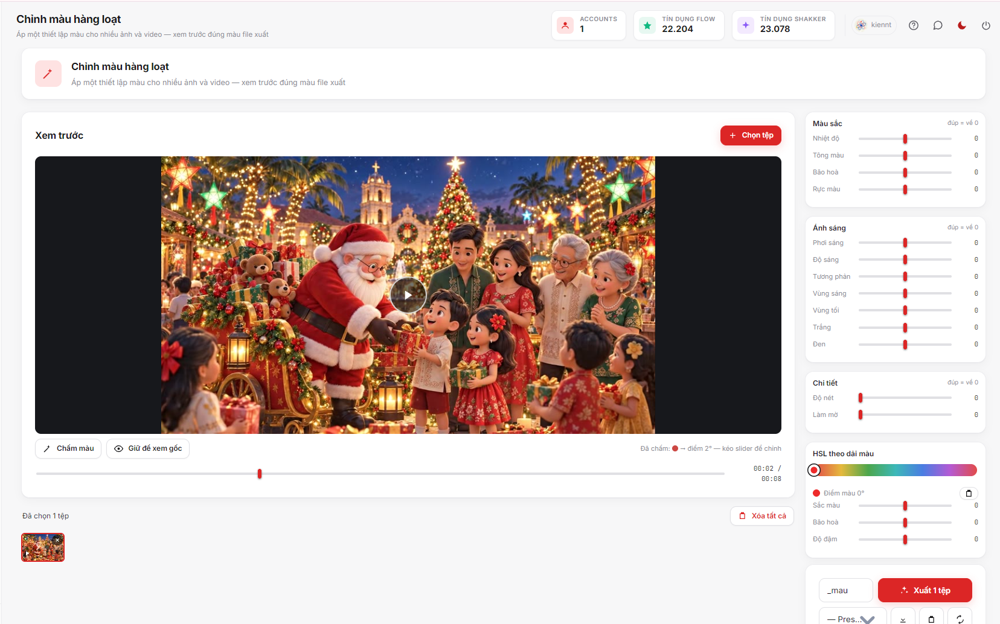 Chỉnh màu hàng loạt
Áp một thiết lập màu cho nhiều ảnh và video — xem trước đúng màu file xuất
ACCOUNTS
1
TÍN DỤNG FLOW
22.204
TÍN DỤNG SHAKKER
23.078
kiennt
Chỉnh màu hàng loạt
Áp một thiết lập màu cho nhiều ảnh và video — xem trước đúng màu file xuất
Xem trước
Chọn tệp
Chấm màu
Giữ để xem gốc
Đã chấm: → điểm 2° — kéo slider để chỉnh
00:02 /
00:08
Đã chọn 1 tệp
Xóa tất cả
Màu sắc
đúp = về 0
Nhiệt độ 0
Tông màu 0
Bão hoà 0
Rực màu 0
Ánh sáng
đúp = về 0
Phơi sáng 0
Độ sáng 0
Tương phản 0
Vùng sáng 0
Vùng tối 0
Trắng 0
Đen 0
Chi tiết
đúp = về 0
Độ nét 0
Làm mờ 0
HSL theo dải màu
Điểm màu 0°
Sắc màu 0
Bão hoà 0
Độ đậm 0
_mau
Xuất 1 tệp
— Pres...